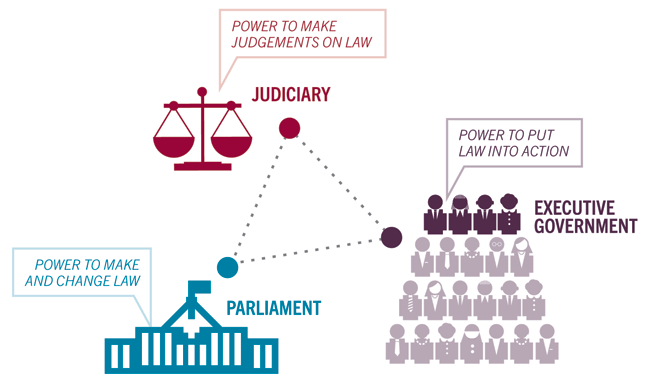 POWER TO MAKE
JUDGEMENTS ON LAW
JUDICIARY
POWER TO PUT
LAW INTO ACTION
EXECUTIVE
GOVERNMENT
POWER TO MAKE
AND CHANGE LAW
PARLIAMENT